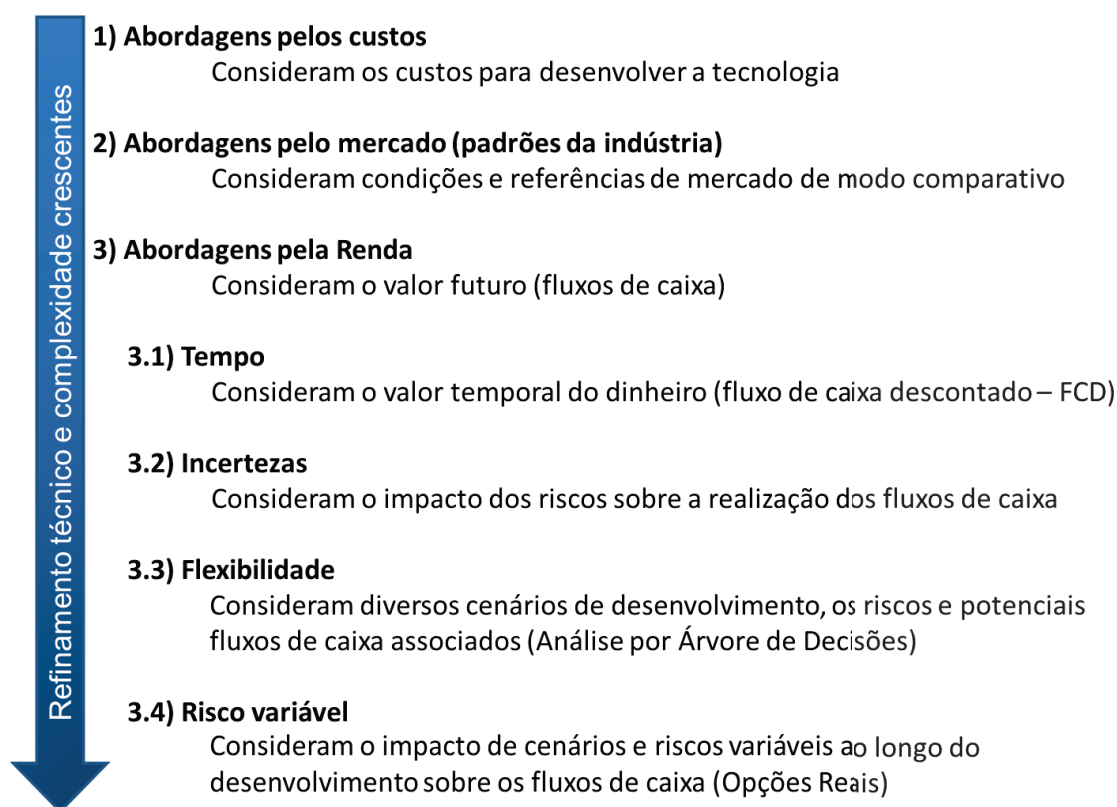 Refinamento técnico e complexidade crescentes
1) Abordagens pelos custos
Consideram os custos para desenvolver a tecnologia
2) Abordagens pelo mercado (padrões da indústria)
Consideram condições e referências de mercado de modo comparativo
3) Abordagens pela Renda
Consideram o valor futuro (fluxos de caixa)
3.1) Tempo
Consideram o valor temporal do dinheiro (fluxo de caixa descontado – FCD)
3.2) Incertezas
Consideram o impacto dos riscos sobre a realização dos fluxos de caixa
3.3) Flexibilidade
Consideram diversos cenários de desenvolvimento, os riscos e potenciais
fluxos de caixa associados (Análise por Árvore de Decisões)
3.4) Risco variável
Consideram o impacto de cenários e riscos variáveis ao longo do
desenvolvimento sobre os fluxos de caixa (Opções Reais)